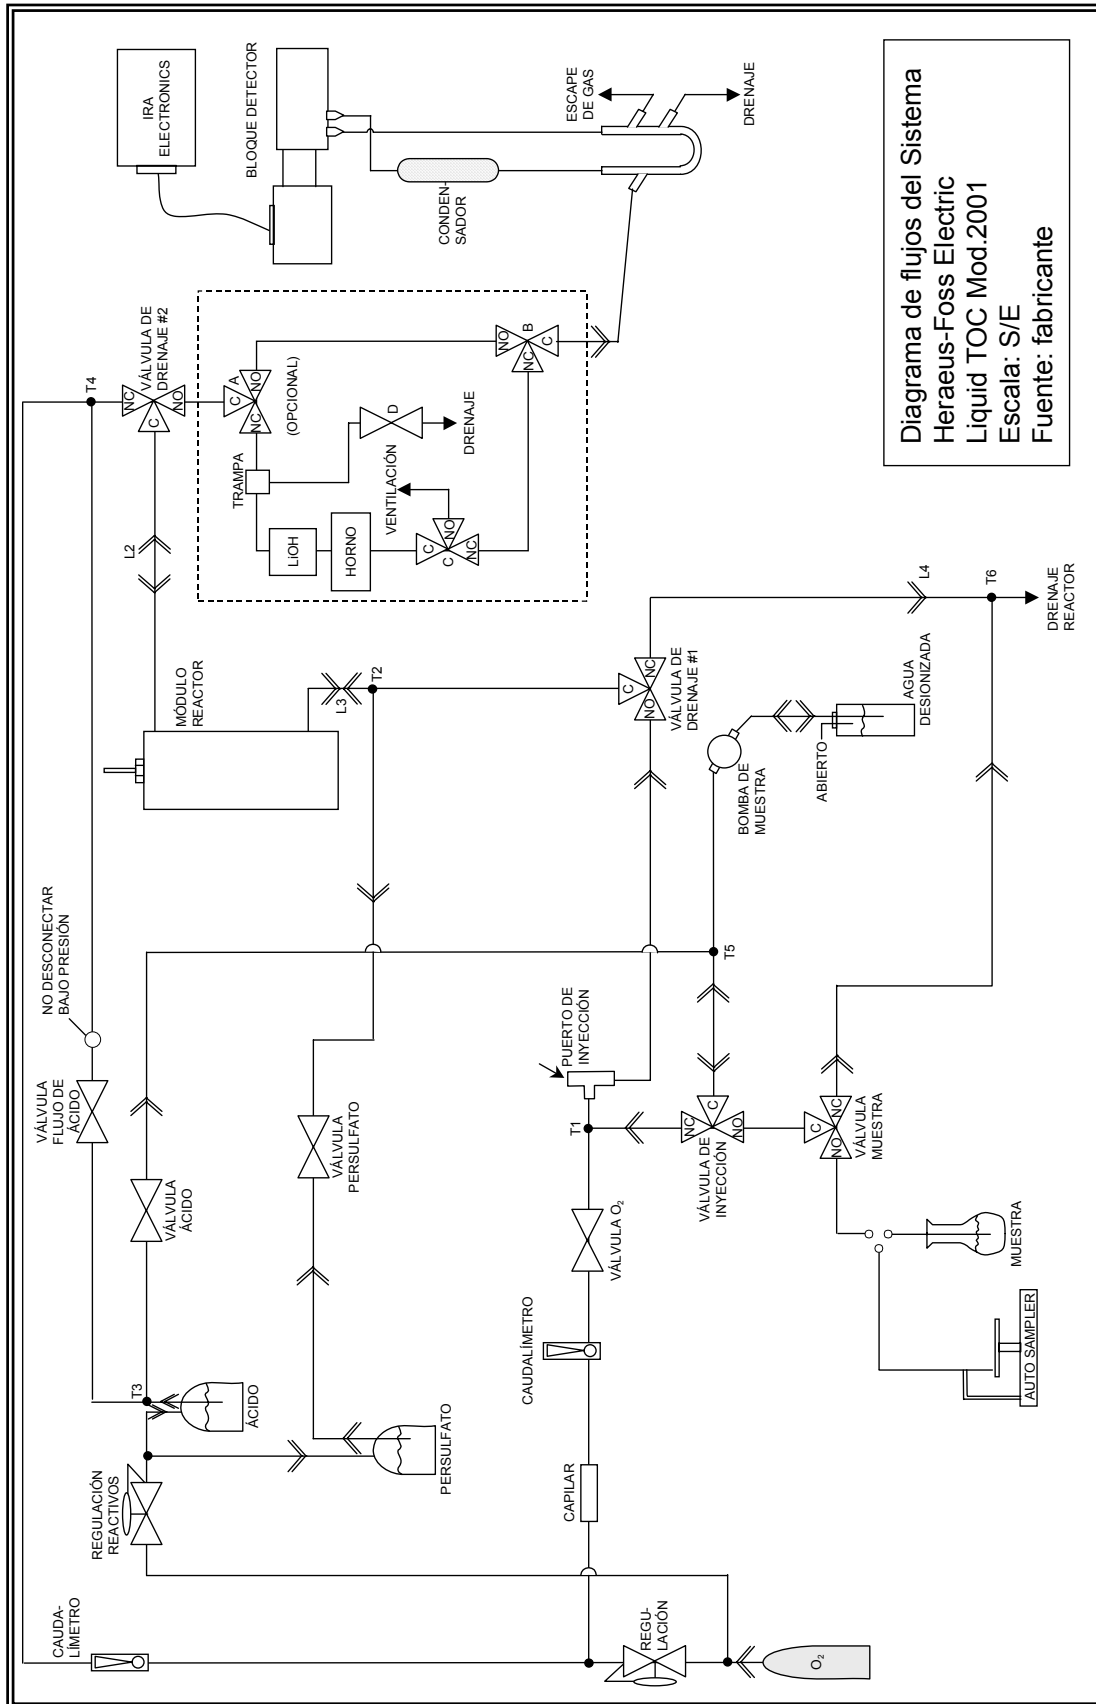 CAUDA-
LÍMETRO
REGULACIÓN
REACTIVOS
T3
ÁCIDO
VÁLVULA
FLUJO DE
ÁCIDO
VÁLVULA
ÁCIDO
NO DESCONECTAR
BAJO PRESIÓN
T4
NC
C
NO
VÁLVULA DE
DRENAJE #2
IRA
ELECTRONICS
BLOQUE DETECTOR
L2
MÓDULO
REACTOR
L3
T2
C
A
NC
NO
(OPCIONAL)
TRAMPA
LiOH
HORNO
D
DRENAJE
VENTILACIÓN
C
C
NO
NC
NO
B
NC
C
CONDEN-
SADOR
ESCAPE
DE GAS
DRENAJE
PERSULFATO
VÁLVULA
PERSULFATO
CAPILAR
CAUDALÍMETRO
VÁLVULA O₂
T1
PUERTO DE
INYECCIÓN
C
NO
NC
VÁLVULA DE
DRENAJE #1
L4
T6
DRENAJE
REACTOR
REGU-
LACIÓN
O₂
NC
C
NO
VÁLVULA DE
INYECCIÓN
T5
BOMBA DE
MUESTRA
ABIERTO
AGUA
DESIONIZADA
C
NO
NC
VÁLVULA
MUESTRA
MUESTRA
AUTO SAMPLER
Diagrama de flujos del Sistema
Heraeus-Foss Electric
Liquid TOC Mod.2001
Escala: S/E
Fuente: fabricante